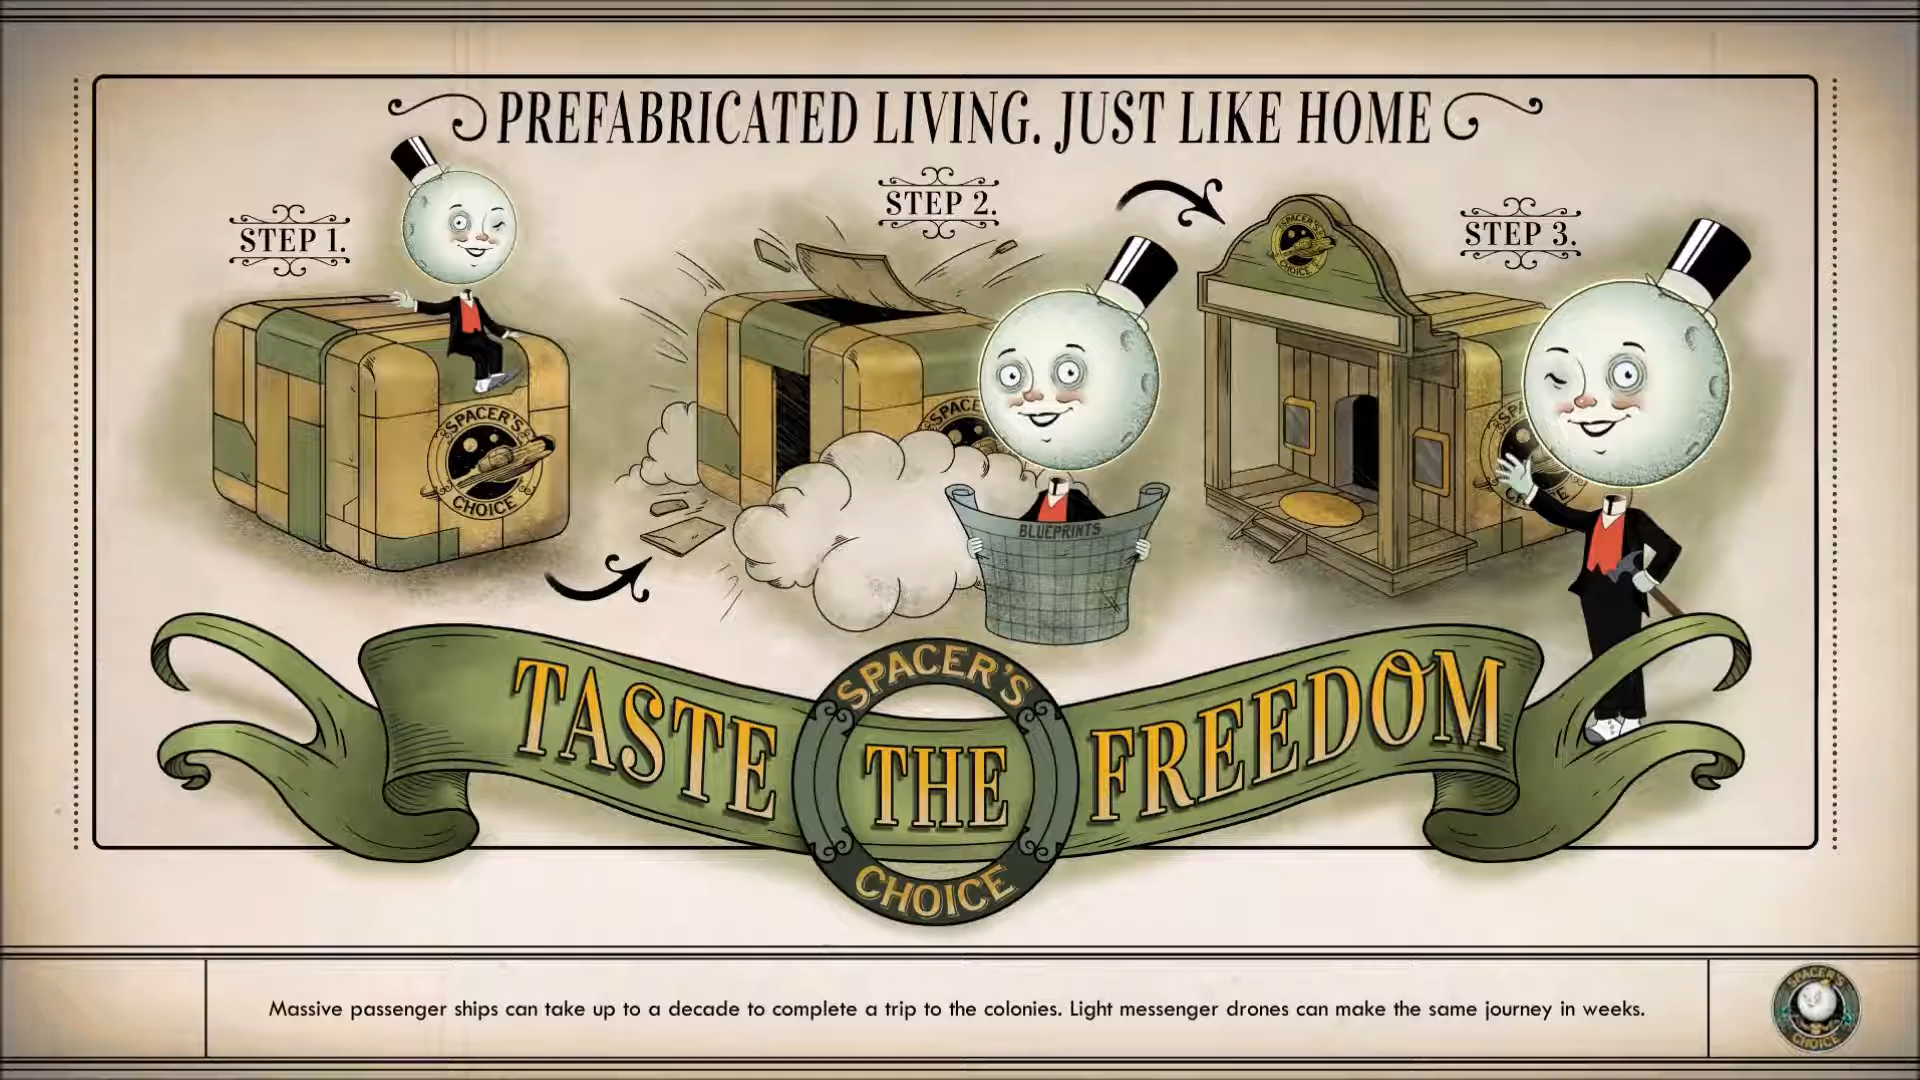 PREFABRICATED LIVING. JUST LIKE HOME
STEP 1.
STEP 2.
STEP 3.
SPACER'S
CHOICE
SPACE
BLUEPRINTS
SPACER'S
CHOICE
TASTE THE FREEDOM
SPACER'S
CHOICE
Massive passenger ships can take up to a decade to complete a trip to the colonies. Light messenger drones can make the same journey in weeks.
SPACER'S
CHOICE